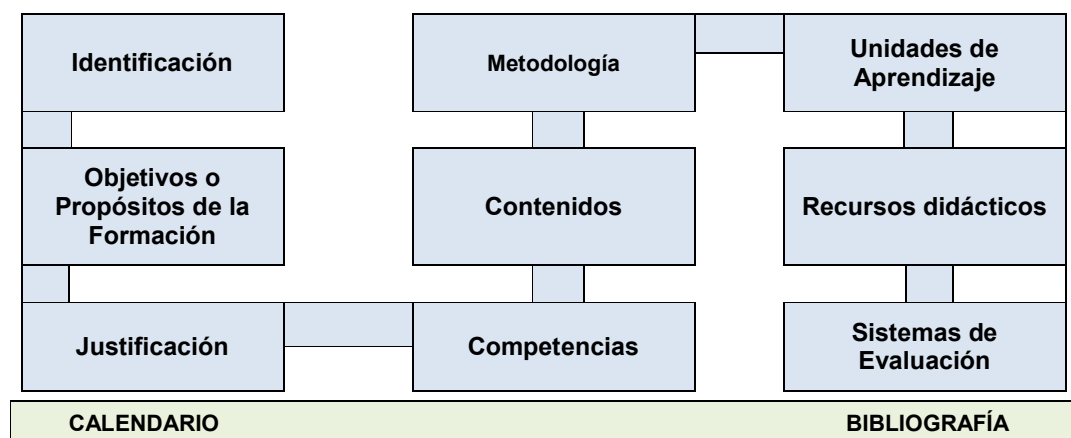 Identificación
Metodología
Unidades de
Aprendizaje
Objetivos o
Propósitos de la
Formación
Contenidos
Recursos didácticos
Justificación
Competencias
Sistemas de
Evaluación
CALENDARIO
BIBLIOGRAFÍA